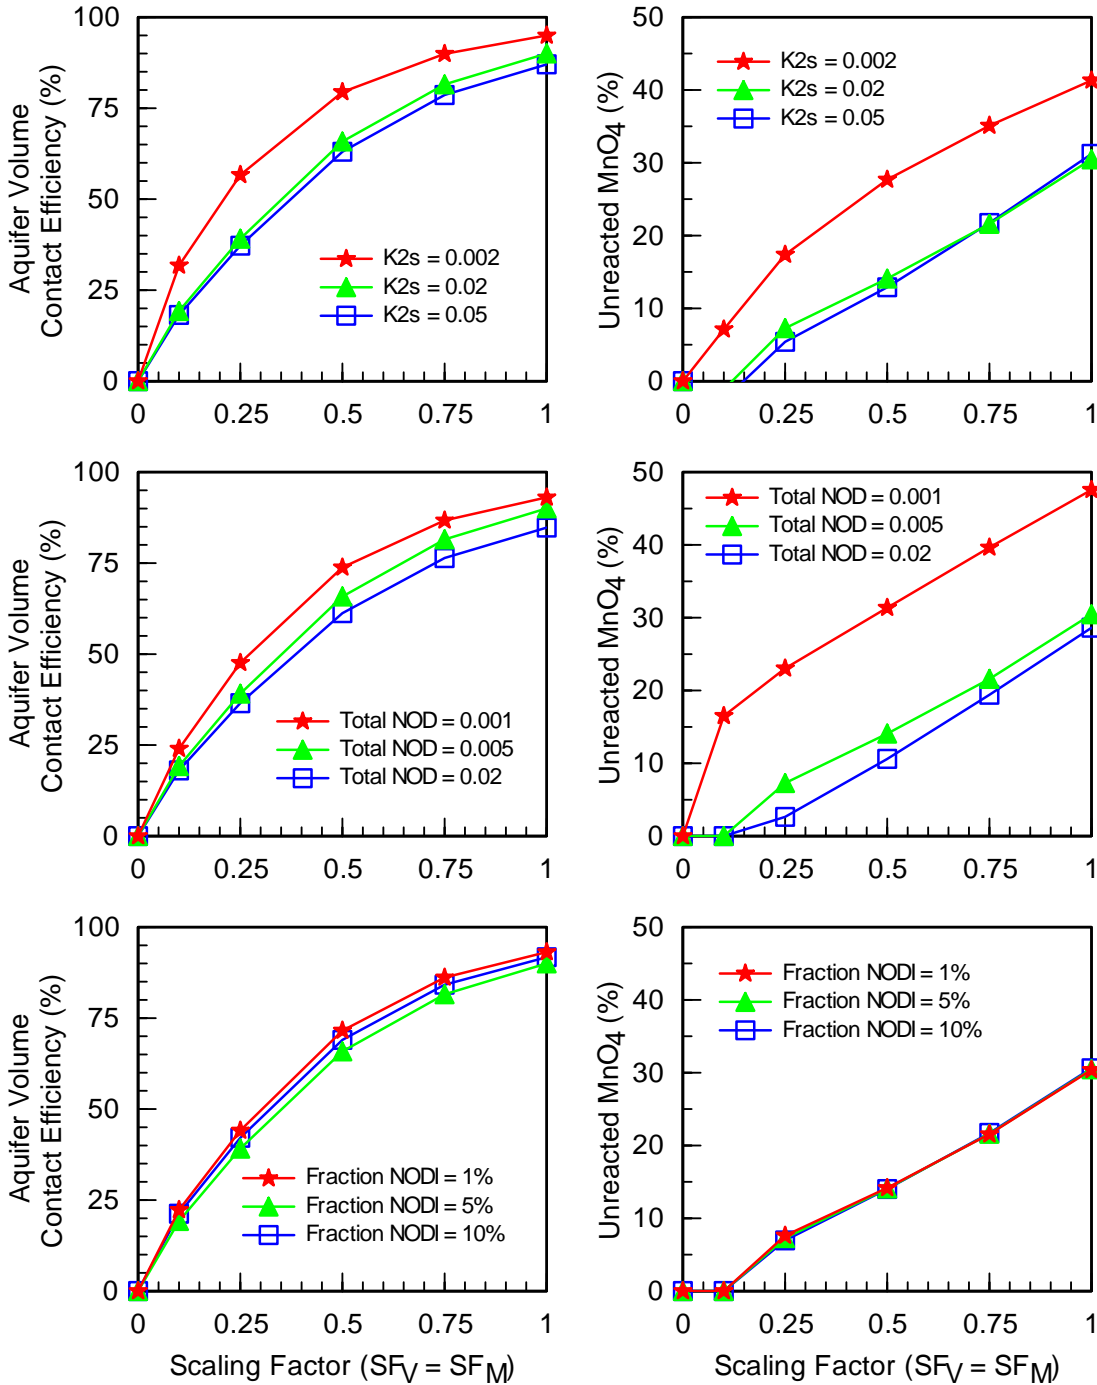 100
75
50
25
0
0
0.25
0.5
0.75
1
Aquifer Volume
Contact Efficiency (%)
K2s = 0.002
K2s = 0.02
K2s = 0.05
50
40
30
20
10
0
0
0.25
0.5
0.75
1
Unreacted MnO4 (%)
K2s = 0.002
K2s = 0.02
K2s = 0.05
100
75
50
25
0
0
0.25
0.5
0.75
1
Aquifer Volume
Contact Efficiency (%)
Total NOD = 0.001
Total NOD = 0.005
Total NOD = 0.02
50
40
30
20
10
0
0
0.25
0.5
0.75
1
Unreacted MnO4 (%)
Total NOD = 0.001
Total NOD = 0.005
Total NOD = 0.02
100
75
50
25
0
0
0.25
0.5
0.75
1
Aquifer Volume
Contact Efficiency (%)
Fraction NODI = 1%
Fraction NODI = 5%
Fraction NODI = 10%
Scaling Factor (SFV = SFM)
50
40
30
20
10
0
0
0.25
0.5
0.75
1
Unreacted MnO4 (%)
Fraction NODI = 1%
Fraction NODI = 5%
Fraction NODI = 10%
Scaling Factor (SFV = SFM)